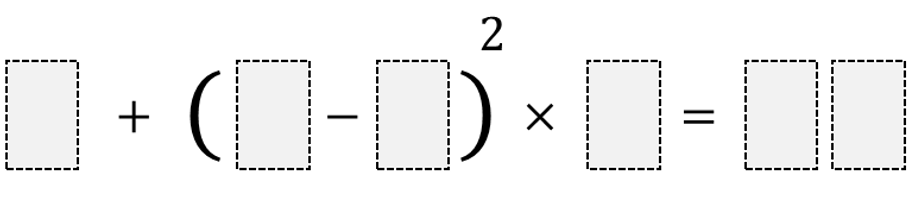 □ + (□ − □)² × □ = □□